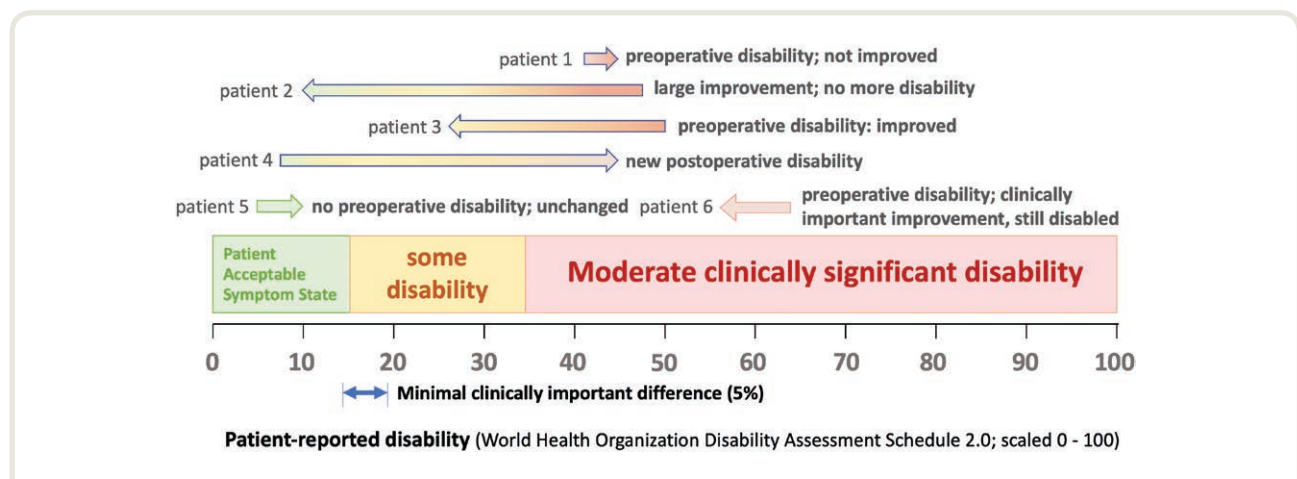 patient 1 preoperative disability; not improved
patient 2 large improvement; no more disability
patient 3 preoperative disability: improved
patient 4 new postoperative disability
patient 5 no preoperative disability; unchanged
patient 6 preoperative disability; clinically
important improvement, still disabled
Patient
Acceptable
Symptom State
some
disability
Moderate clinically significant disability
0 10 20 30 40 50 60 70 80 90 100
Minimal clinically important difference (5%)
Patient-reported disability (World Health Organization Disability Assessment Schedule 2.0; scaled 0 - 100)